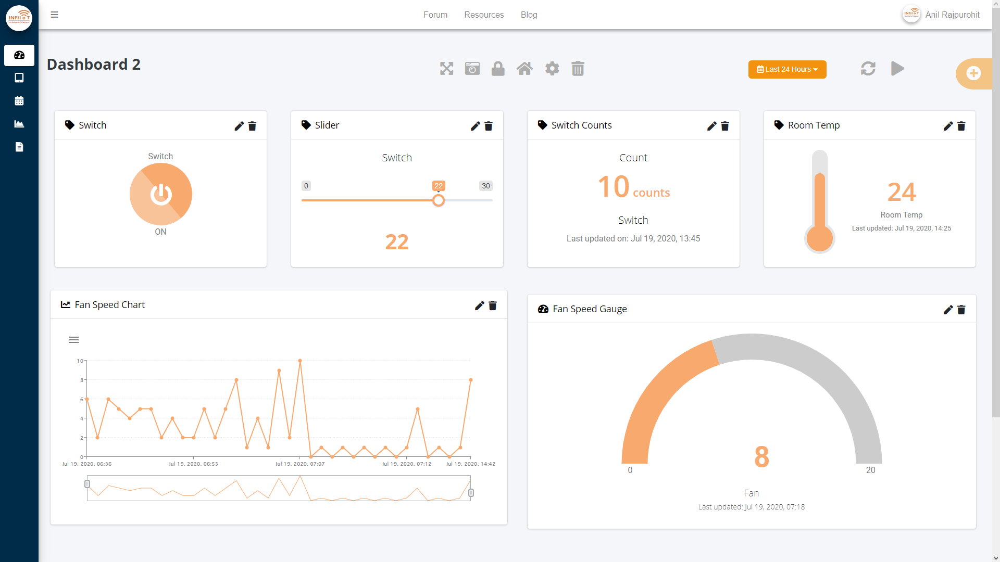 INFiIoT
Forum
Resources
Blog
INFiIoT
Anil Rajpurohit
Dashboard 2
Last 24 Hours
Switch
Switch
ON
Slider
Switch
0
22
30
22
Switch Counts
Count
10 counts
Switch
Last updated on: Jul 19, 2020, 13:45
Room Temp
24
Room Temp
Last updated: Jul 19, 2020, 14:25
Fan Speed Chart
10
8
6
4
2
0
Jul 19, 2020, 06:36
Jul 19, 2020, 06:53
Jul 19, 2020, 07:07
Jul 19, 2020, 07:12
Jul 19, 2020, 14:42
Fan Speed Gauge
8
0
20
Fan
Last updated: Jul 19, 2020, 07:18